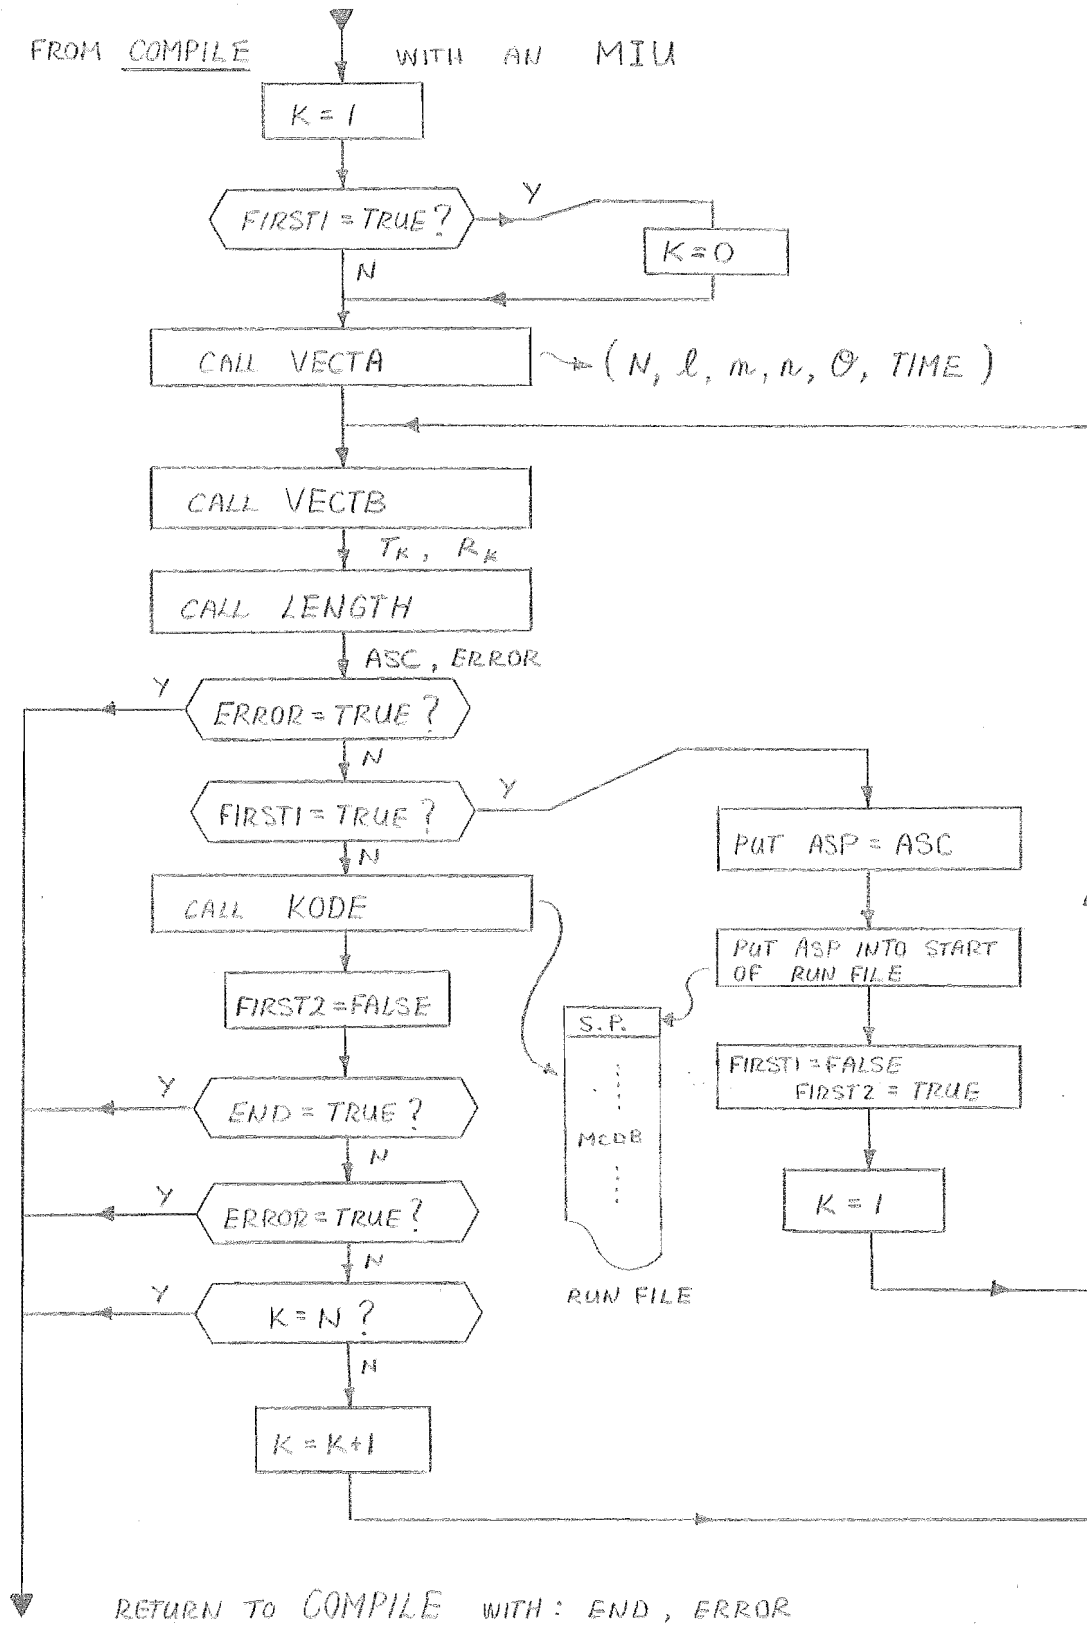 FROM COMPILE WITH AN MIU
K = 1
FIRST1 = TRUE?
Y
K = 0
N
CALL VECTA
(N, l, m, n, θ, TIME)
CALL VECTB
TK, RK
CALL LENGTH
ASC, ERROR
Y
ERROR = TRUE?
N
FIRST1 = TRUE?
Y
N
PUT ASP = ASC
CALL KODE
PUT ASP INTO START
OF RUN FILE
FIRST2 = FALSE
S.P.
FIRST1 = FALSE
FIRST2 = TRUE
Y
END = TRUE?
MCDB
N
Y
ERROR = TRUE?
K = 1
N
RUN FILE
Y
K = N?
N
K = K+1
RETURN TO COMPILE WITH: END, ERROR